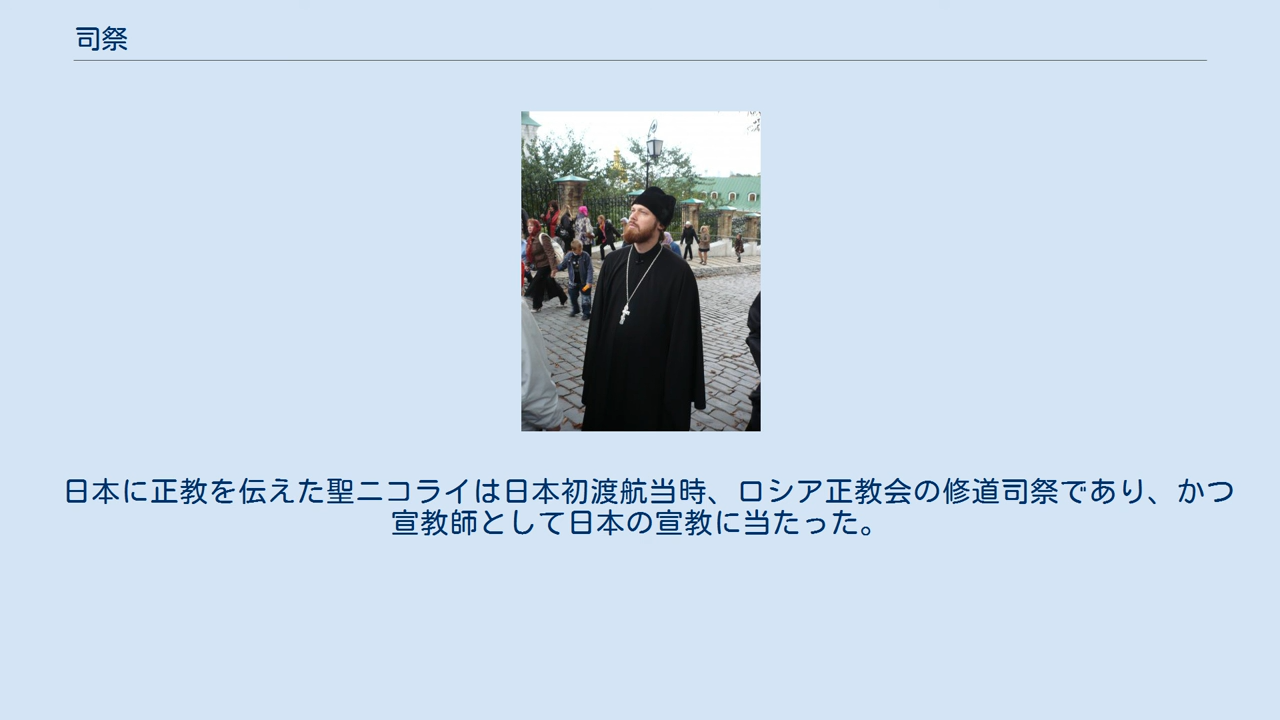 司祭
日本に正教を伝えた聖ニコライは日本初渡航当時、ロシア正教会の修道司祭であり、かつ
宣教師として日本の宣教に当たった。